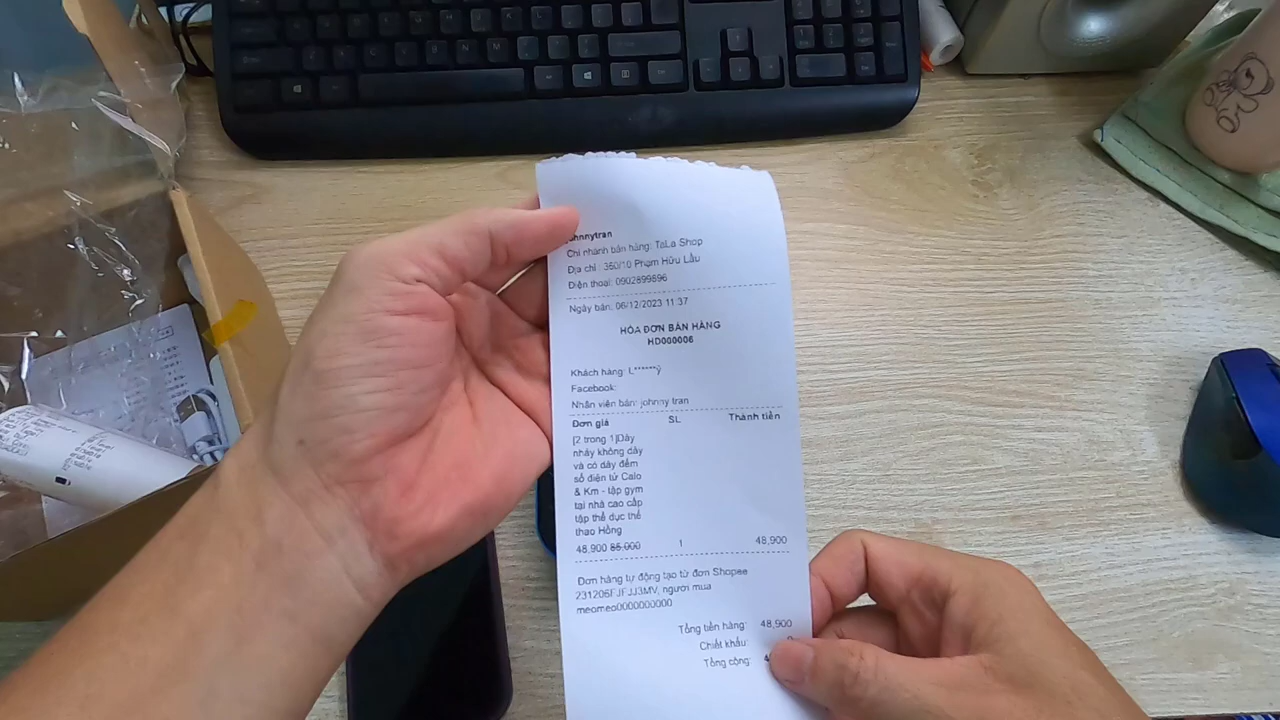 johnnytran
Chi nhánh bán hàng: TaLa Shop
Địa chỉ : 360/10 Phạm Hữu Lầu
Điện thoại: 0902899896
Ngày bán: 06/12/2023 11 37
HÓA ĐƠN BÁN HÀNG
HD000006
Khách hàng: L******ỷ
Facebook:
Nhân viên bán: johnny tran
Đơn giá SL Thành tiền
[2 trong 1]Dây
nhảy không dây
và có dây đếm
số điện tử Calo
& Km - tập gym
tại nhà cao cấp
tập thể dục thể
thao Hồng
48,900 85,000 1 48,900
Đơn hàng tự động tạo từ đơn Shopee
231206FJFJJ3MV, người mua
meomeo0000000000
Tổng tiền hàng: 48,900
Chiết khấu:
Tổng cộng: